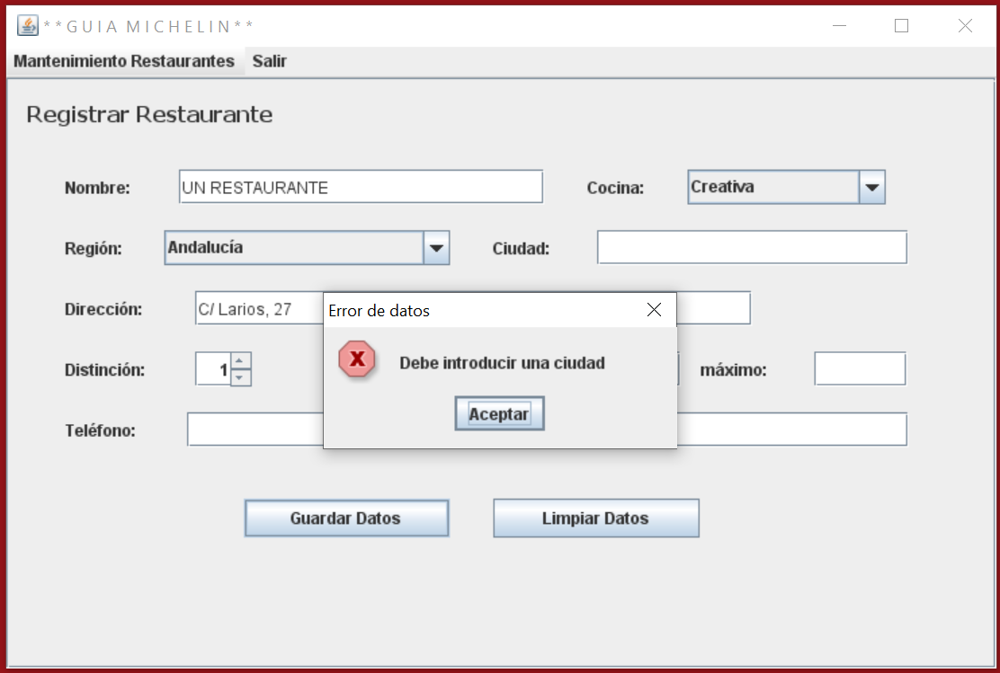 **GUIA MICHELIN**
Mantenimiento Restaurantes Salir
Registrar Restaurante
Nombre: UN RESTAURANTE Cocina: Creativa
Región: Andalucía Ciudad:
Dirección: C/ Larios, 27
Error de datos
Debe introducir una ciudad
Aceptar
Distinción: 1 máximo:
Teléfono:
Guardar Datos Limpiar Datos